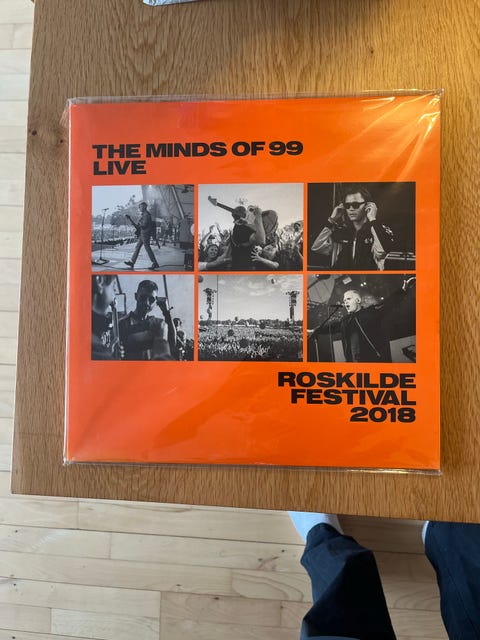 THE MINDS OF 99
LIVE
ROSKILDE
FESTIVAL
2018